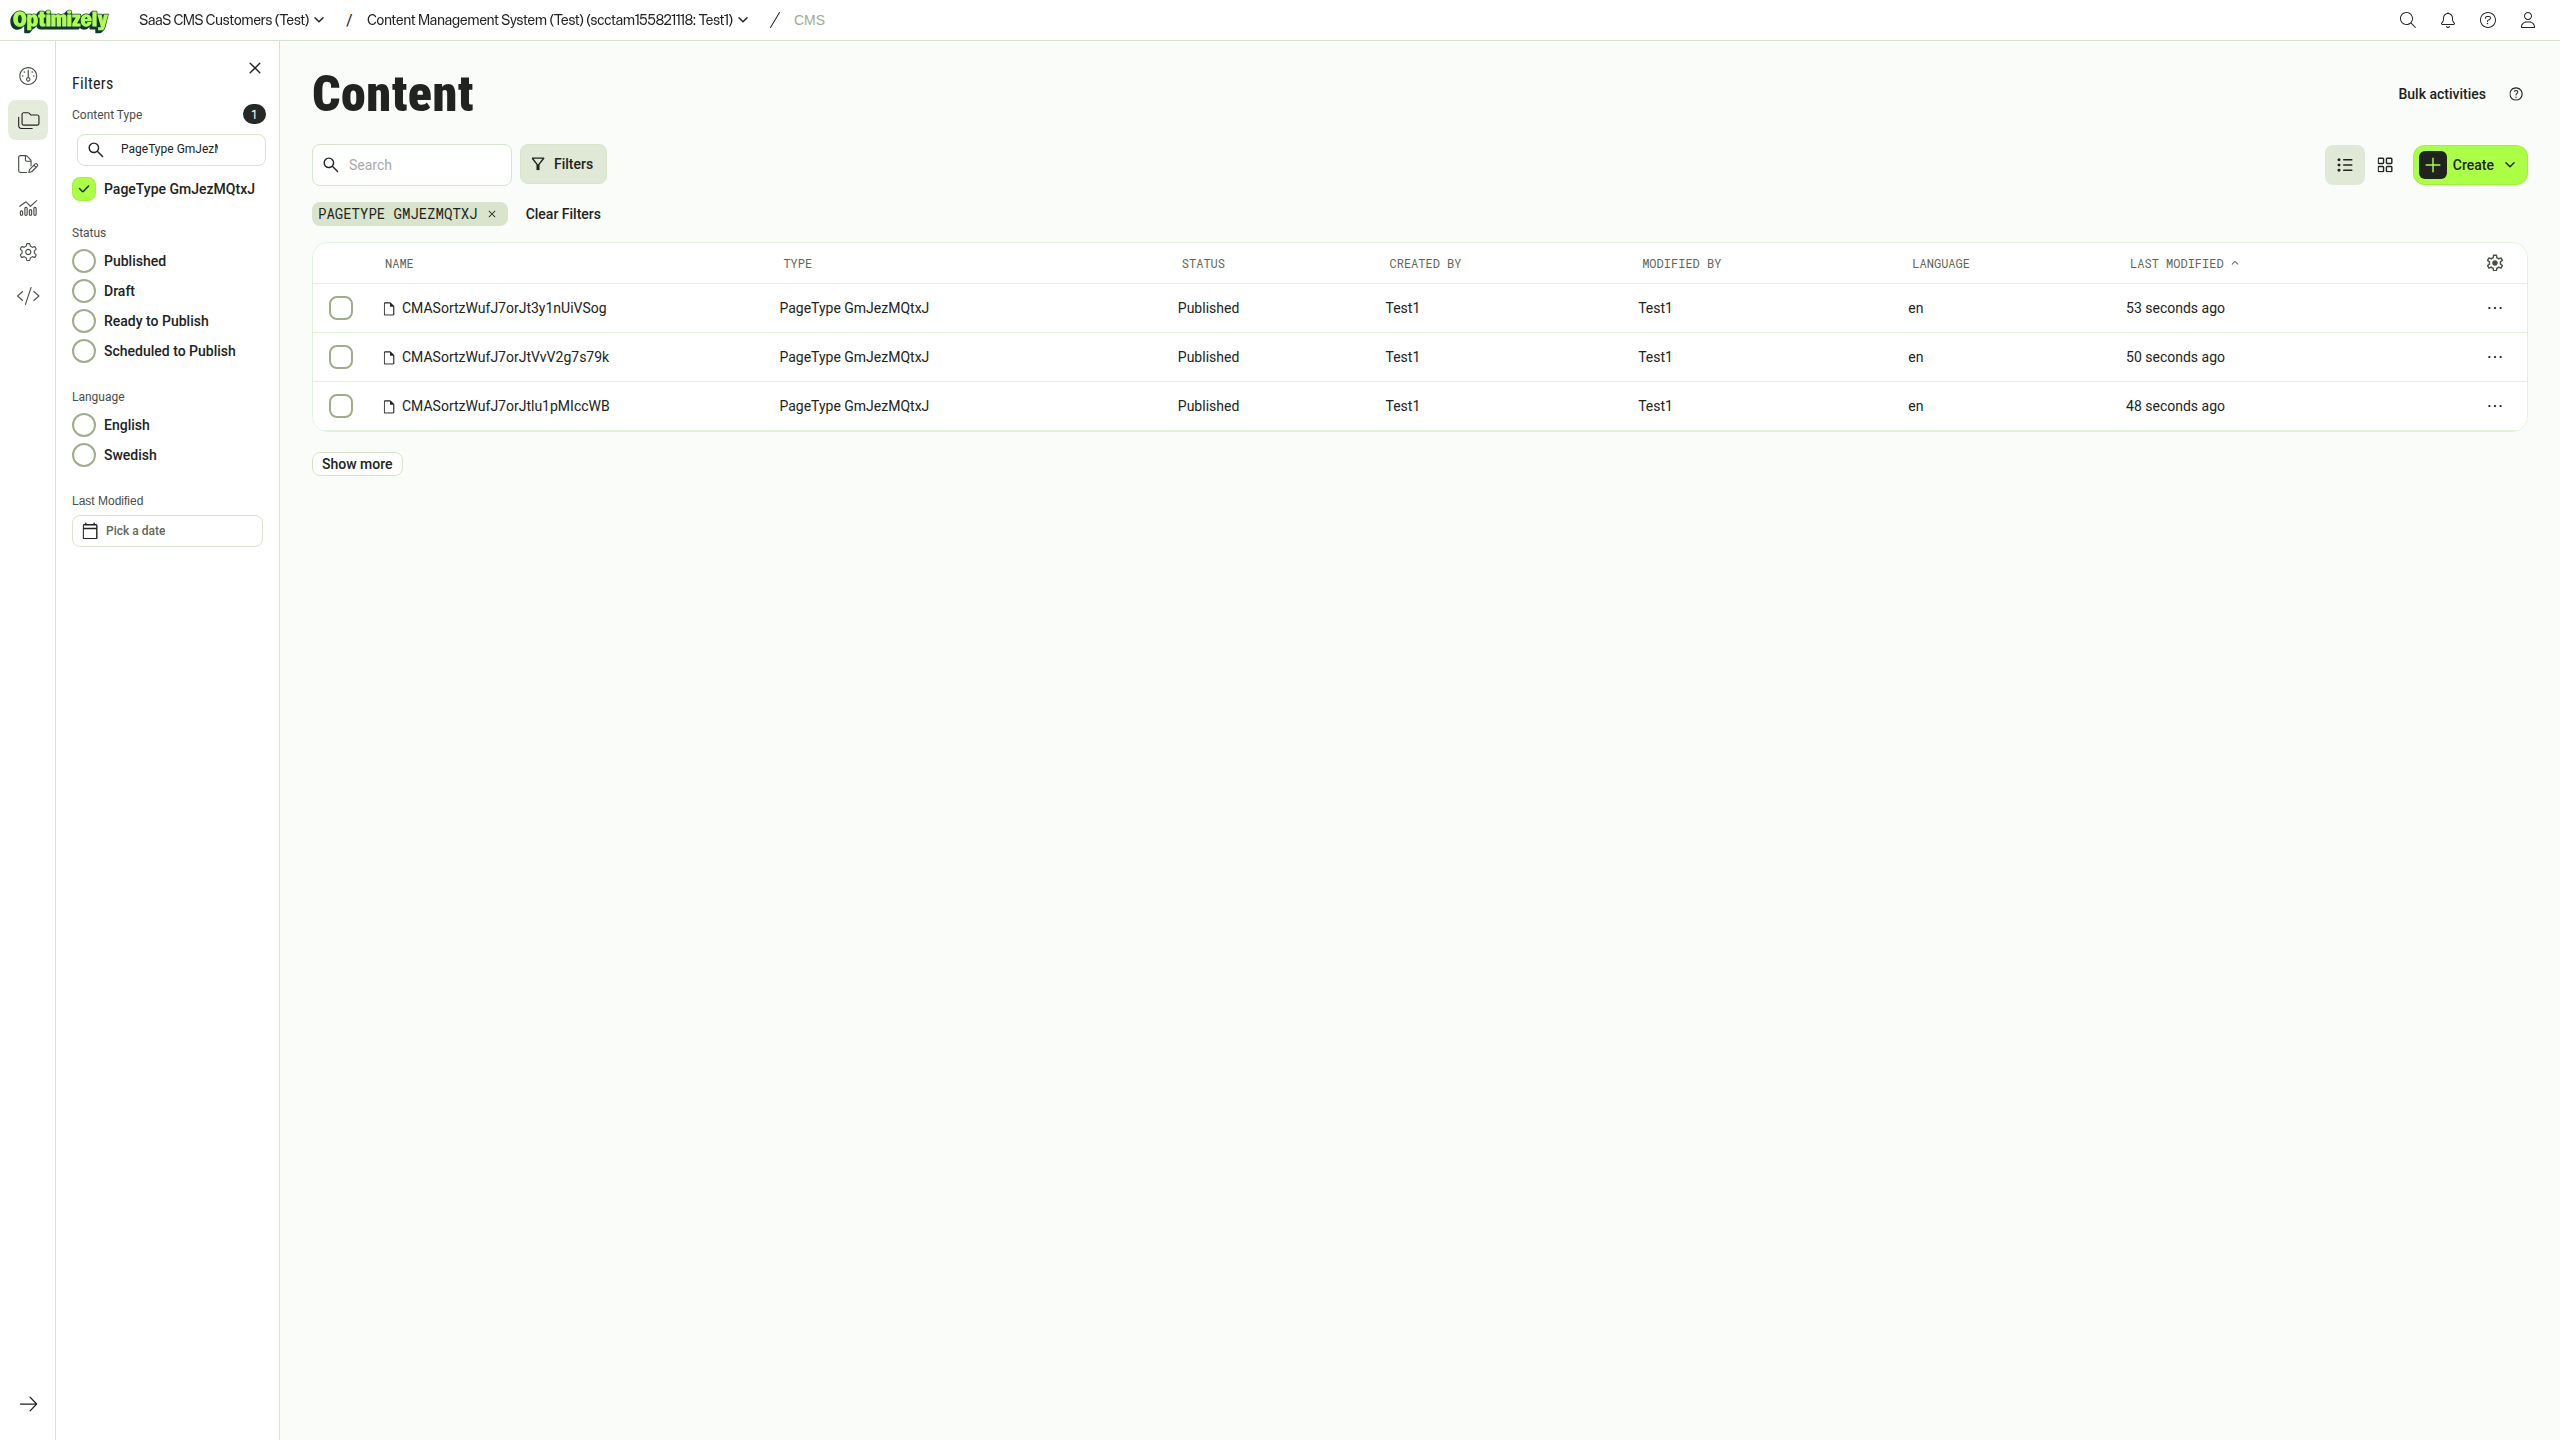 Optimizely SaaS CMS Customers (Test) / Content Management System (Test) (scctam155821118: Test1) / CMS
Filters
Content Type 1
PageType GmJezM
PageType GmJezMQtxJ
Status
Published
Draft
Ready to Publish
Scheduled to Publish
Language
English
Swedish
Last Modified
Pick a date
Content
Bulk activities
Search Filters Create
PAGETYPE GMJEZMQTXJ × Clear Filters
NAME TYPE STATUS CREATED BY MODIFIED BY LANGUAGE LAST MODIFIED
CMASortzWufJ7orJt3y1nUiVSog PageType GmJezMQtxJ Published Test1 Test1 en 53 seconds ago
CMASortzWufJ7orJtVvV2g7s79k PageType GmJezMQtxJ Published Test1 Test1 en 50 seconds ago
CMASortzWufJ7orJtlu1pMIccWB PageType GmJezMQtxJ Published Test1 Test1 en 48 seconds ago
Show more